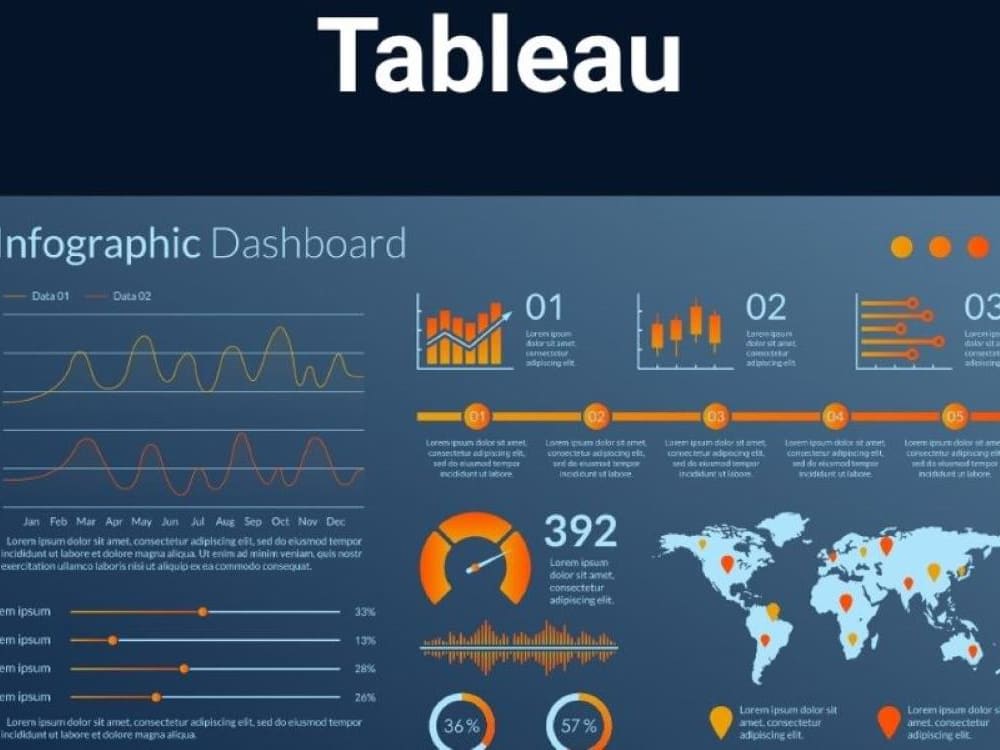 Tableau
Infographic Dashboard
Data 01 Data 02
01
Lorem ipsum
dolor sit amet,
consectetur
adipiscing elit.
02
Lorem ipsum
dolor sit amet,
consectetur
adipiscing elit.
03
Lorem ipsum
dolor sit amet,
consectetur
adipiscing
01 02 03 04 05
Lorem ipsum dolor sit amet,
consectetur adipiscing elit,
sed do eiusmod tempor
incididunt ut labore.
Lorem ipsum dolor sit amet,
consectetur adipiscing elit,
sed do eiusmod tempor
incididunt ut labore.
Lorem ipsum dolor sit amet,
consectetur adipiscing elit,
sed do eiusmod tempor
incididunt ut labore.
Lorem ipsum dolor sit amet,
consectetur adipiscing elit,
sed do eiusmod tempor
incididunt ut labore.
Lorem ipsum dolor sit amet,
consectetur adipiscing elit,
sed do eiusmod tempor
incididunt ut labore.
Jan Feb Mar Apr May Jun Jul Aug Sep Oct Nov Dec
Lorem ipsum dolor sit amet, consectetur adipiscing elit, sed do eiusmod tempor
incididunt ut labore et dolore magna aliqua. Ut enim ad minim veniam, quis nostr
exercitation ullamco laboris nisi ut aliquip ex ea commodo consequat.
em ipsum 33%
em ipsum 13%
em ipsum 28%
em ipsum 26%
Lorem ipsum dolor sit amet, consectetur adipiscing elit, sed do eiusmod tempor
incididunt ut labore et dolore magna aliqua.
392
Lorem ipsum
dolor sit amet,
consectetur
adipiscing elit.
36% 57%
Lorem ipsum dolor sit
amet, consectetur
adipiscing elit.
Lorem ipsum dolor s
amet, consectetur
adipiscing elit.